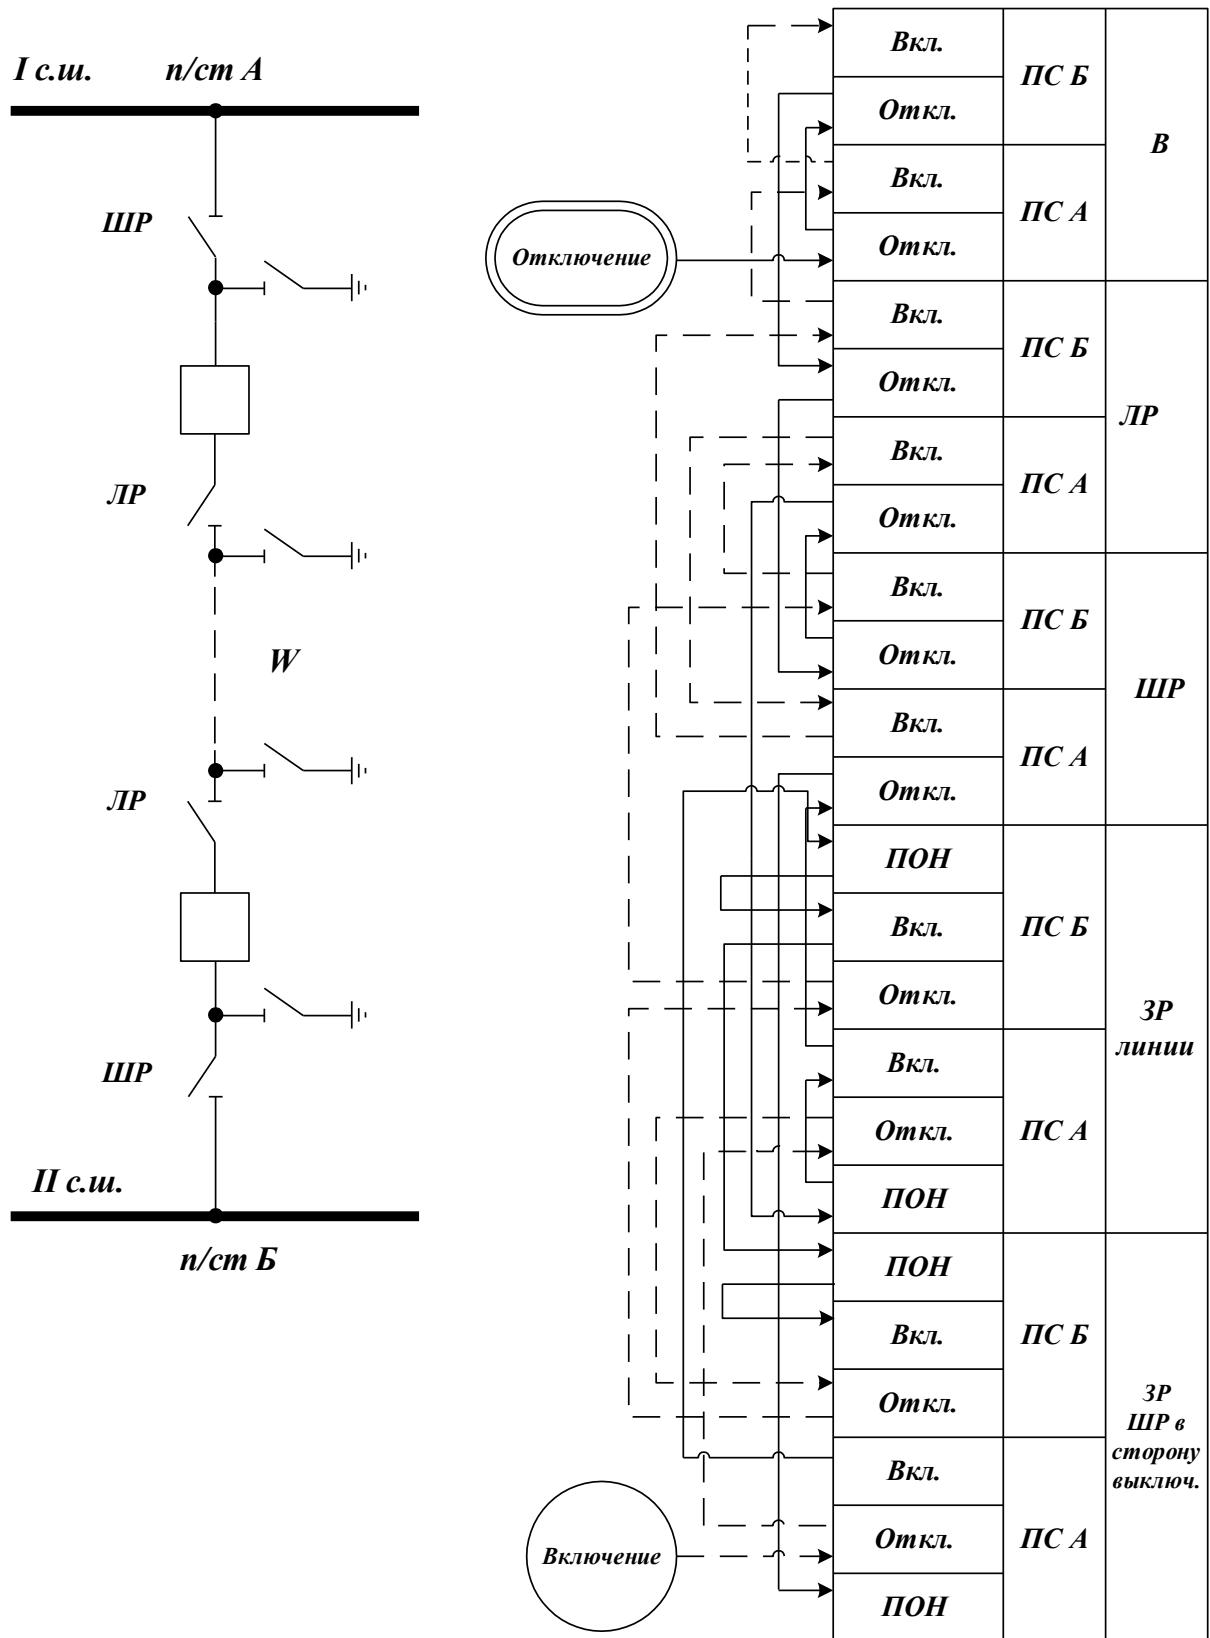 I с.ш. п/ст А
ШР
ЛР
W
ЛР
ШР
II с.ш.
п/ст Б
Отключение
Включение
Вкл.
Откл.
ПС Б
Вкл.
Откл.
ПС А
В
Вкл.
Откл.
ПС Б
Вкл.
Откл.
ПС А
ЛР
Вкл.
Откл.
ПС Б
Вкл.
Откл.
ПС А
ШР
ПОН
Вкл.
Откл.
ПС Б
Вкл.
Откл.
ПОН
ПС А
ЗР
линии
ПОН
Вкл.
Откл.
ПС Б
Вкл.
Откл.
ПОН
ПС А
ЗР
ШР в
сторону
выключ.